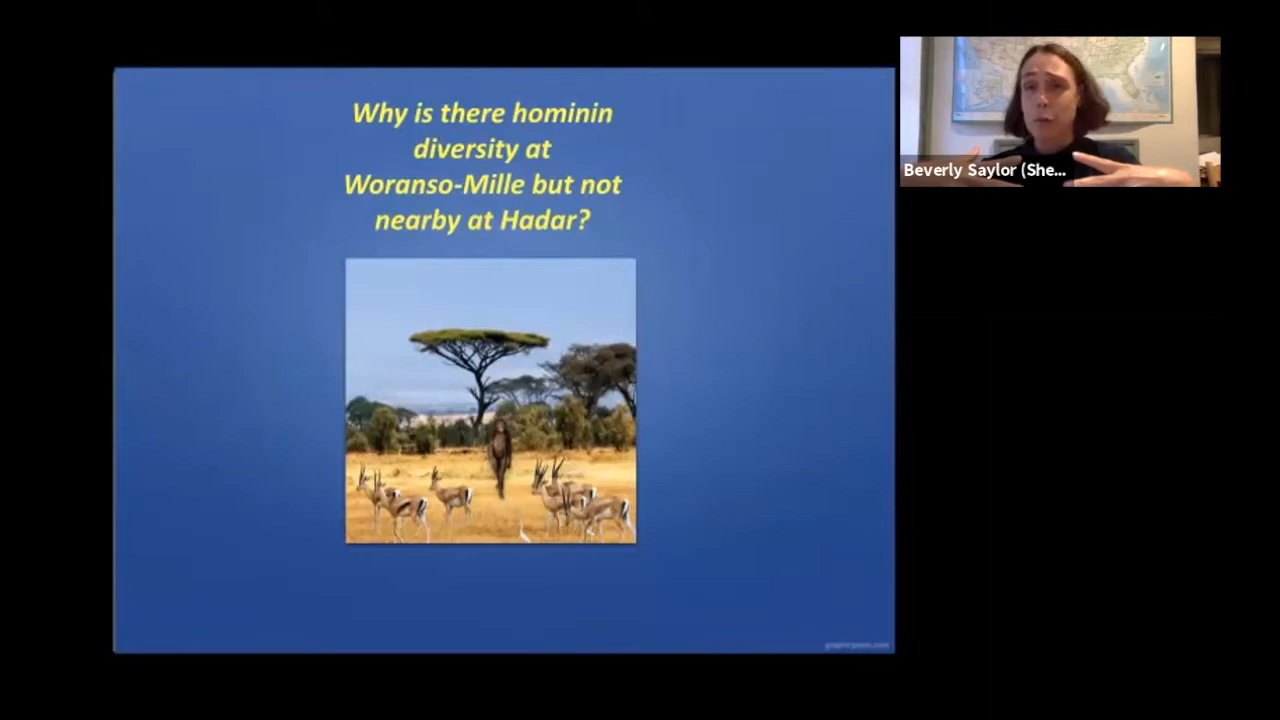 Why is there hominin
diversity at
Woranso-Mille but not
nearby at Hadar?
Beverly Saylor (She...